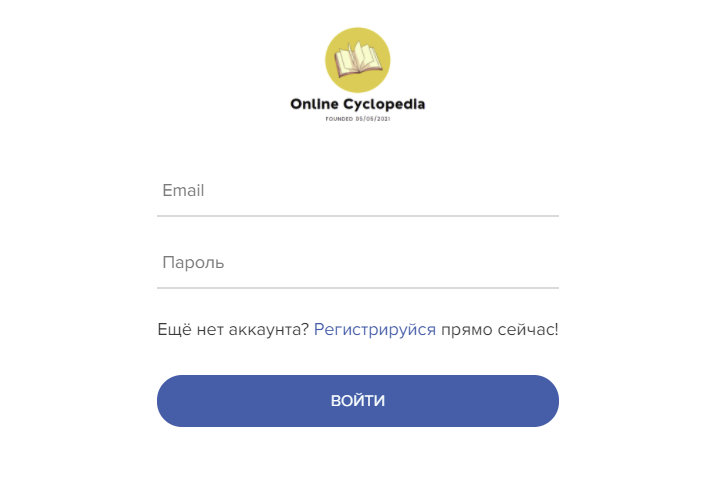 Online Cyclopedia
FOUNDED 05/05/2021
Email
Пароль
Ещё нет аккаунта? Регистрируйся прямо сейчас!
ВОЙТИ